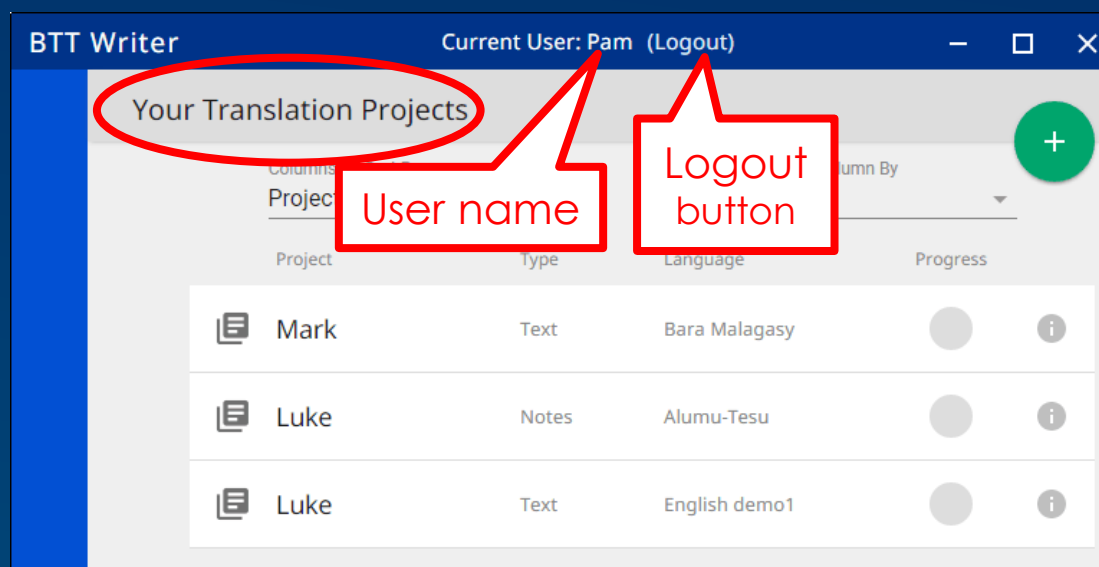 BTT Writer Current User: Pam (Logout)
Your Translation Projects
User name
Logout
button
Project Type Language Progress
Mark Text Bara Malagasy
Luke Notes Alumu-Tesu
Luke Text English demo1